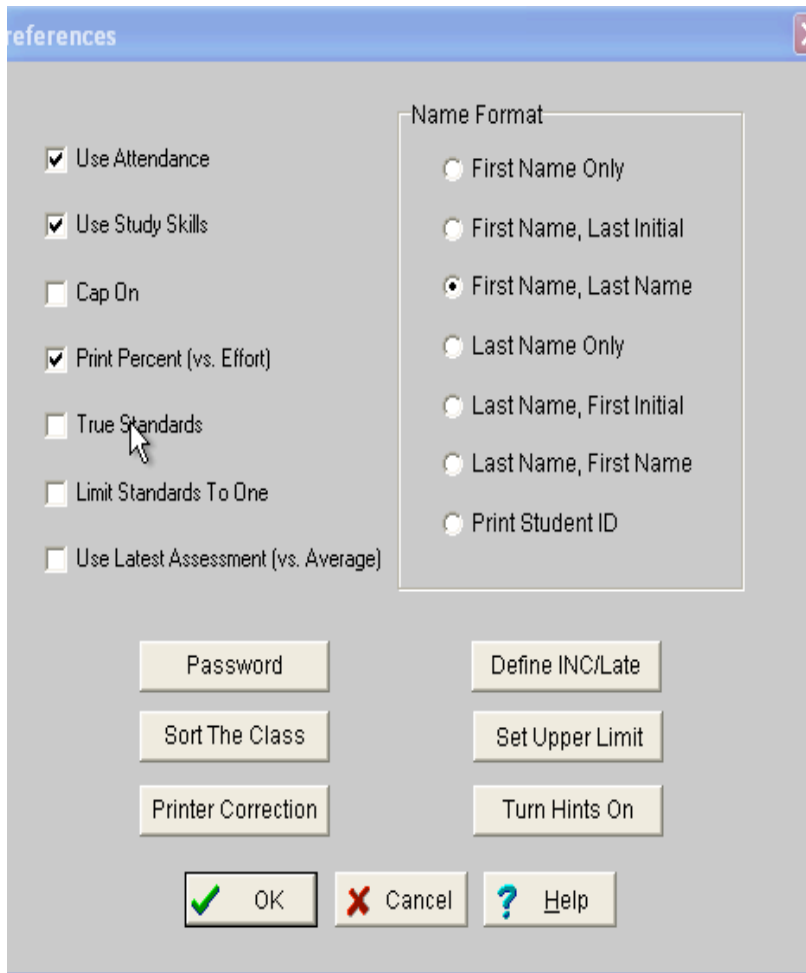 references
Use Attendance
Use Study Skills
Cap On
Print Percent (vs. Effort)
True Standards
Limit Standards To One
Use Latest Assessment (vs. Average)
Name Format
First Name Only
First Name, Last Initial
First Name, Last Name
Last Name Only
Last Name, First Initial
Last Name, First Name
Print Student ID
Password
Define INC/Late
Sort The Class
Set Upper Limit
Printer Correction
Turn Hints On
OK
Cancel
Help